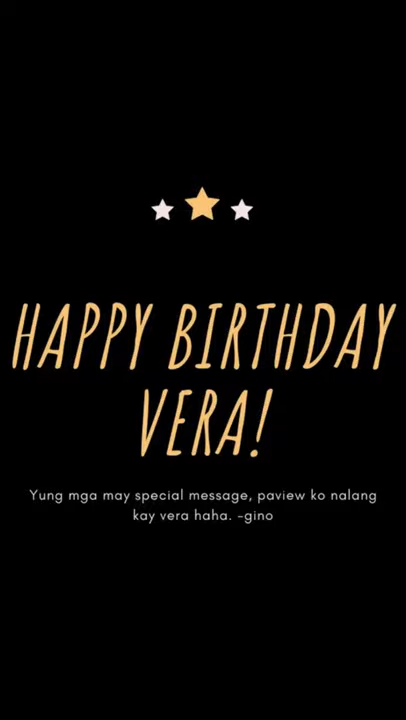 HAPPY BIRTHDAY
VERA!
Yung mga may special message, paview ko nalang
kay vera haha. -gino